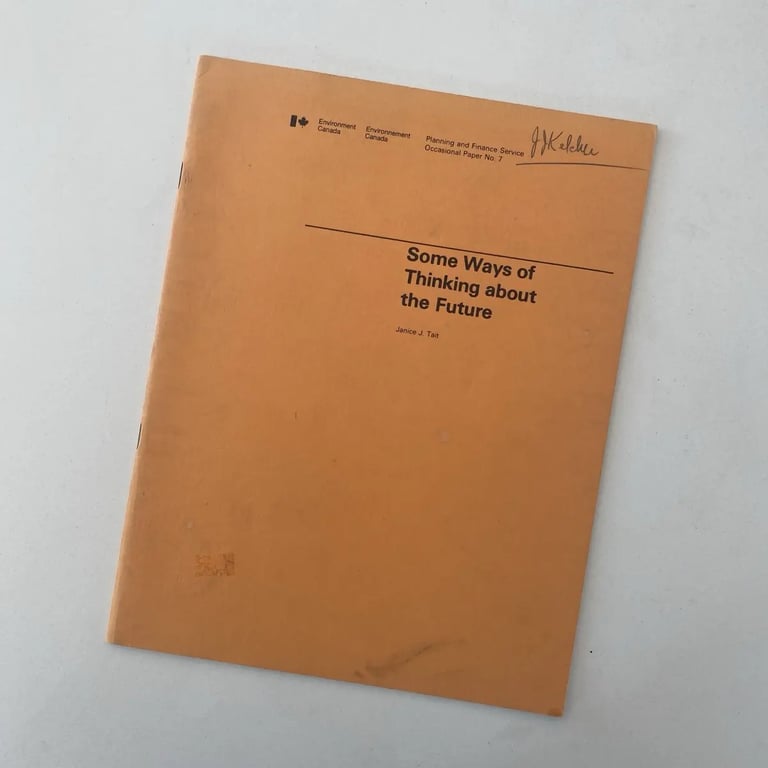 Environment
Canada
Environnement
Canada
Planning and Finance Service
Occasional Paper No. 7
Some Ways of
Thinking about
the Future
Janice J. Tait